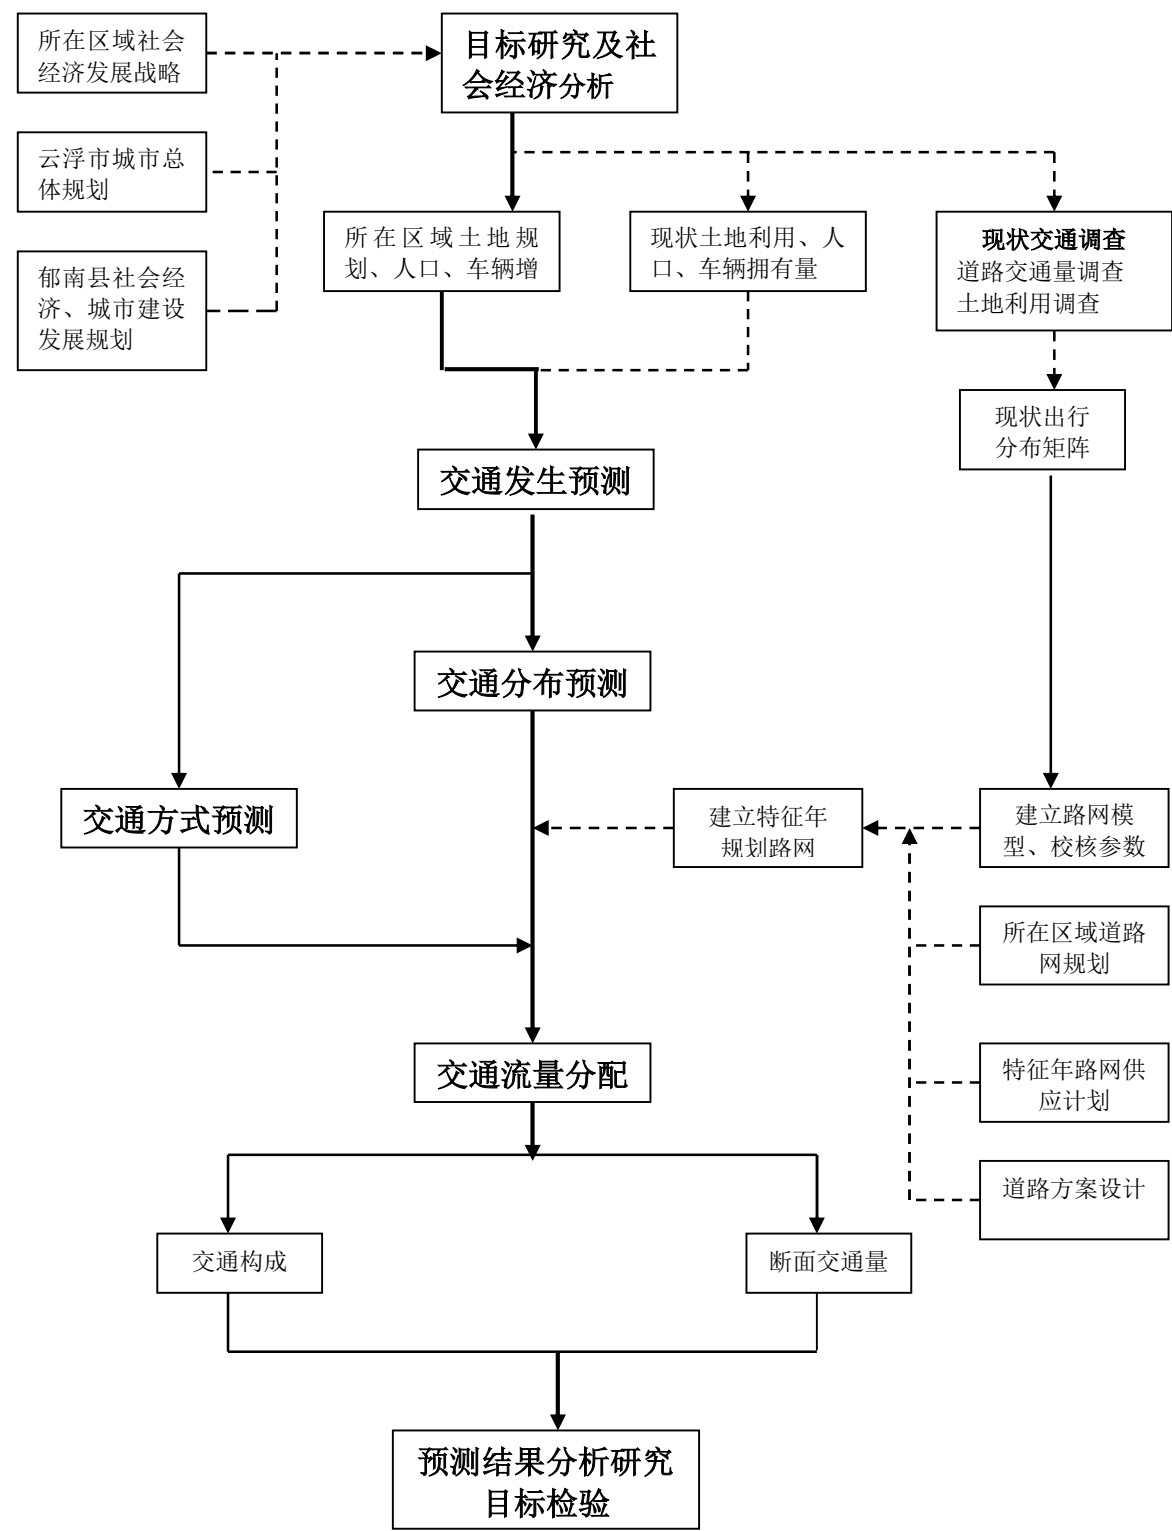 所在区域社会
经济发展战略
目标研究及社
会经济分析
云浮市城市总
体规划
郁南县社会经
济、城市建设
发展规划
所在区域土地规
划、人口、车辆增
现状土地利用、人
口、车辆拥有量
现状交通调查
道路交通量调查
土地利用调查
现状出行
分布矩阵
交通发生预测
交通分布预测
交通方式预测
建立特征年
规划路网
建立路网模
型、校核参数
所在区域道路
网规划
交通流量分配
特征年路网供
应计划
道路方案设计
交通构成
断面交通量
预测结果分析研究
目标检验